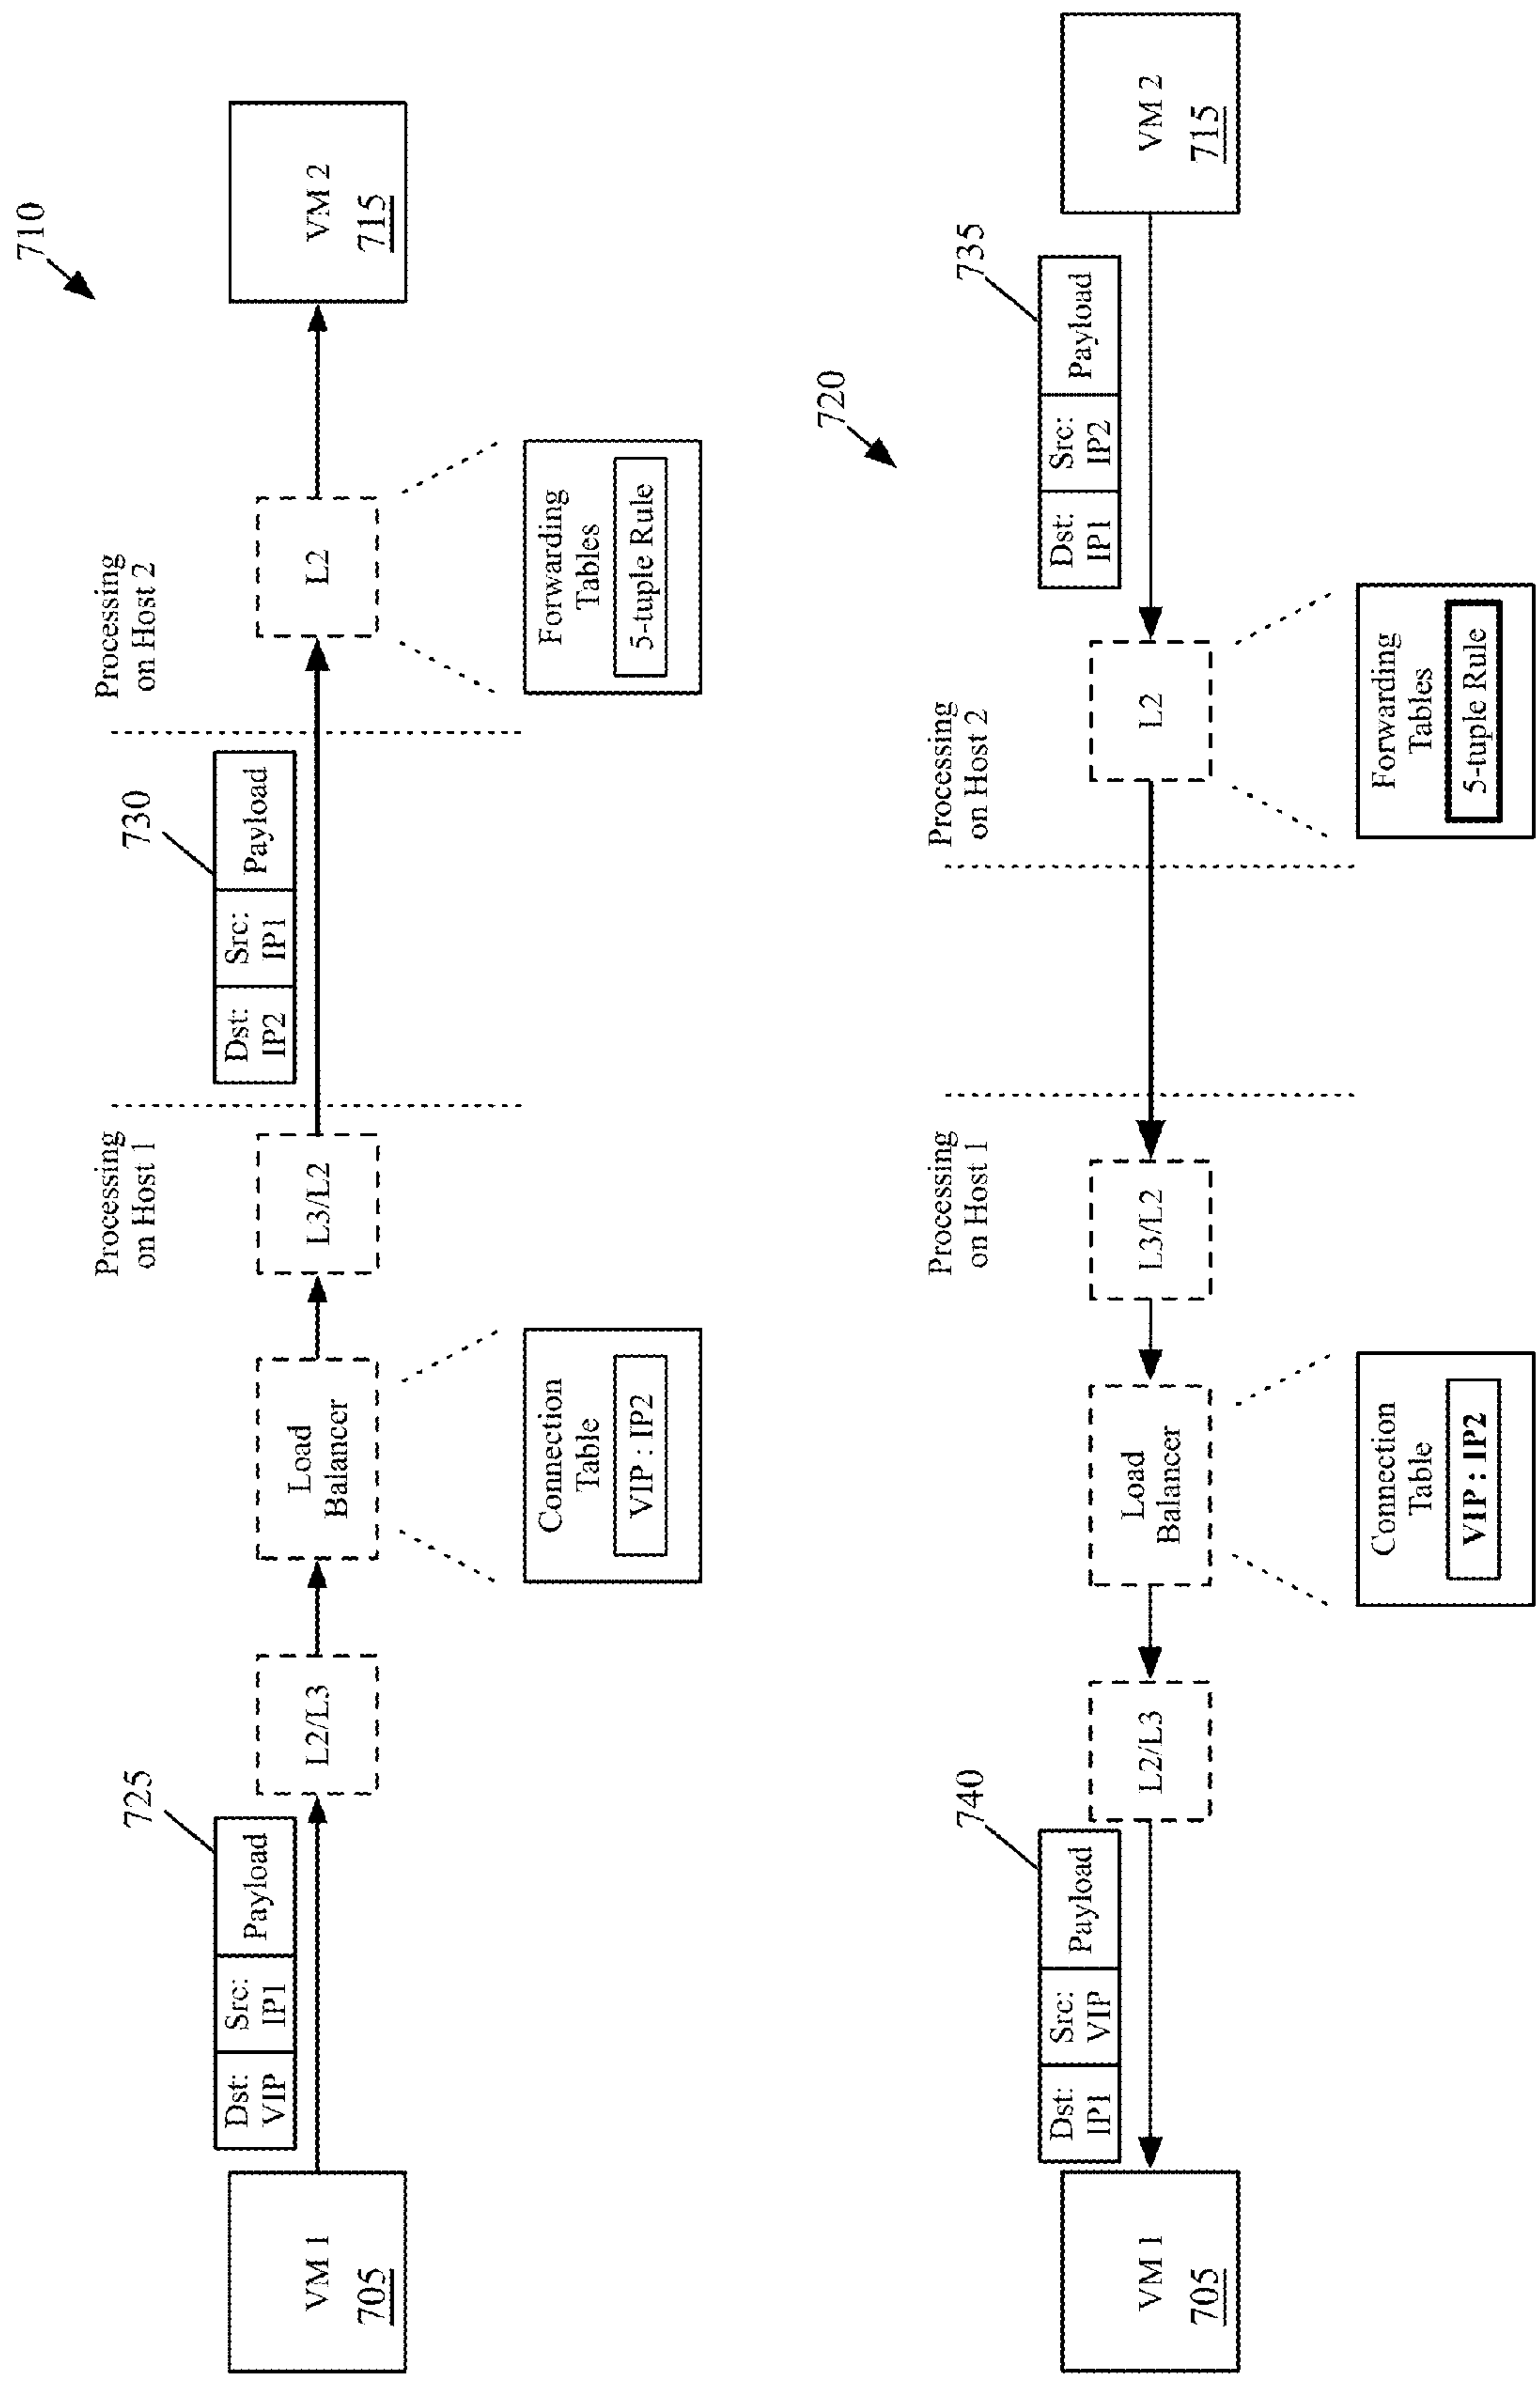 710
Processing
on Host 1
Processing
on Host 2
725
Dst:
VIP
Src:
IP1
Payload
730
Dst:
IP2
Src:
IP1
Payload
VM 1
705
L2/L3
Load
Balancer
L3/L2
L2
VM 2
715
Connection
Table
VIP : IP2
Forwarding
Tables
5-tuple Rule
720
Processing
on Host 1
Processing
on Host 2
740
Dst:
IP1
Src:
VIP
Payload
735
Dst:
IP1
Src:
IP2
Payload
VM 1
705
L2/L3
Load
Balancer
L3/L2
L2
VM 2
715
Connection
Table
VIP : IP2
Forwarding
Tables
5-tuple Rule